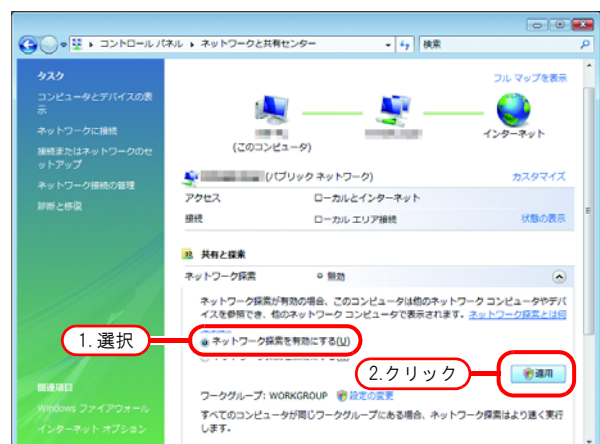 コントロール パネル ▸ ネットワークと共有センター
検索
タスク
コンピュータとデバイスの表
示
ネットワークに接続
接続またはネットワークのセ
ットアップ
ネットワーク接続の管理
診断と修復
フル マップを表示
(このコンピュータ)
インターネット
(パブリック ネットワーク)
カスタマイズ
アクセス
ローカルとインターネット
接続
ローカル エリア接続
状態の表示
共有と探索
ネットワーク探索
無効
ネットワーク探索が有効の場合、このコンピュータは他のネットワーク コンピュータやデバ
イスを参照でき、他のネットワーク コンピュータで表示されます。ネットワーク探索とは何
1.選択
ネットワーク探索を有効にする(U)
2.クリック
適用
ワークグループ: WORKGROUP
設定の変更
すべてのコンピュータが同じワークグループにある場合、ネットワーク探索はより速く実行
します。
関連項目
Windows ファイアウォール
インターネット オプション